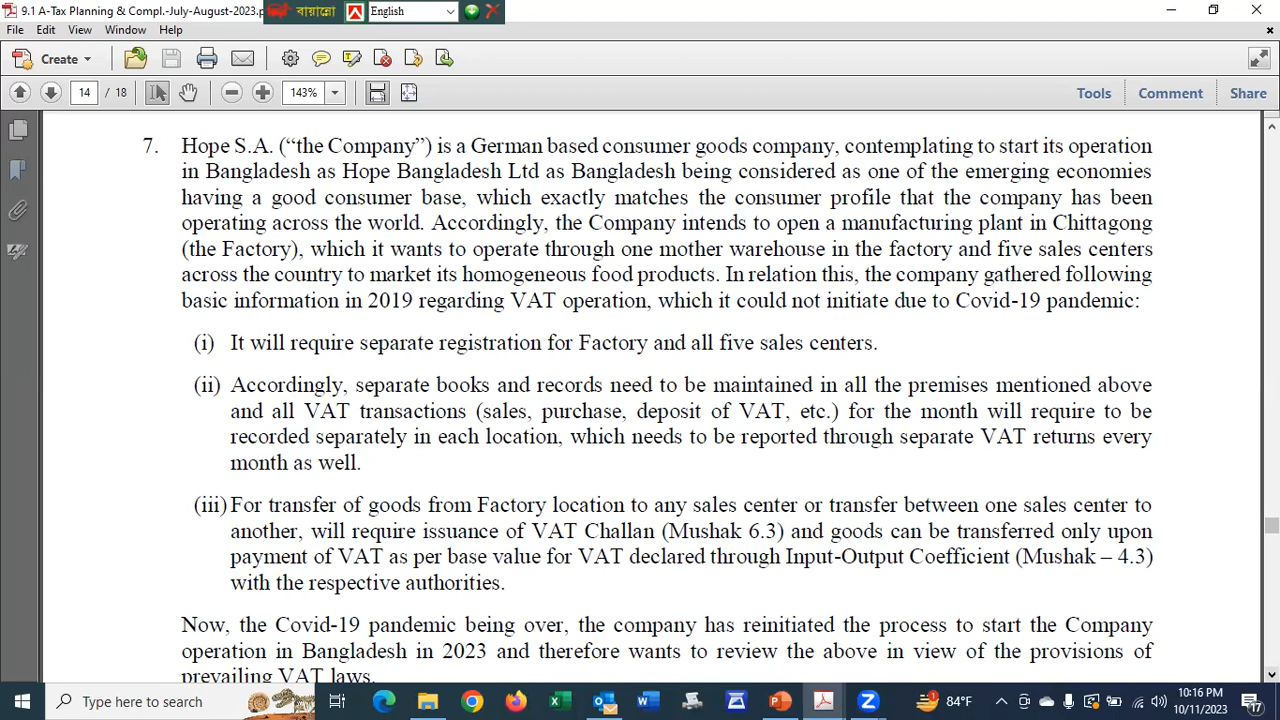 9.1 A-Tax Planning & Compl.-July-August-2023.p
বায়ান্নো
English
File Edit View Window Help
Create
14 / 18
143%
Tools Comment Share
7. Hope S.A. (“the Company”) is a German based consumer goods company, contemplating to start its operation
in Bangladesh as Hope Bangladesh Ltd as Bangladesh being considered as one of the emerging economies
having a good consumer base, which exactly matches the consumer profile that the company has been
operating across the world. Accordingly, the Company intends to open a manufacturing plant in Chittagong
(the Factory), which it wants to operate through one mother warehouse in the factory and five sales centers
across the country to market its homogeneous food products. In relation this, the company gathered following
basic information in 2019 regarding VAT operation, which it could not initiate due to Covid-19 pandemic:
(i) It will require separate registration for Factory and all five sales centers.
(ii) Accordingly, separate books and records need to be maintained in all the premises mentioned above
and all VAT transactions (sales, purchase, deposit of VAT, etc.) for the month will require to be
recorded separately in each location, which needs to be reported through separate VAT returns every
month as well.
(iii) For transfer of goods from Factory location to any sales center or transfer between one sales center to
another, will require issuance of VAT Challan (Mushak 6.3) and goods can be transferred only upon
payment of VAT as per base value for VAT declared through Input-Output Coefficient (Mushak – 4.3)
with the respective authorities.
Now, the Covid-19 pandemic being over, the company has reinitiated the process to start the Company
operation in Bangladesh in 2023 and therefore wants to review the above in view of the provisions of
prevailing VAT laws.
Type here to search
84°F
10:16 PM
10/11/2023
17